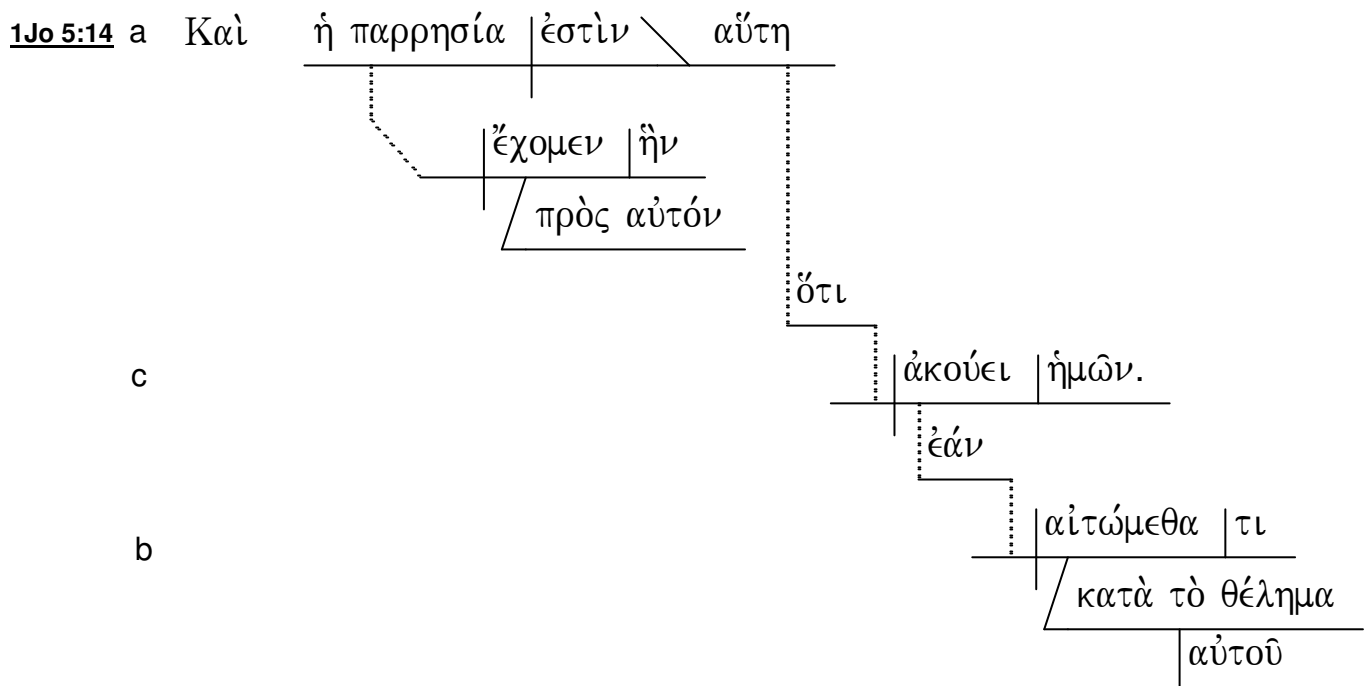 1Jo 5:14 a Καὶ ἡ παρρησία ἐστὶν αὕτη
ἔχομεν ἣν
πρὸς αὐτόν
ὅτι
c ἀκούει ἡμῶν.
ἐάν
b αἰτώμεθα τι
κατὰ τὸ θέλημα
αὐτοῦ